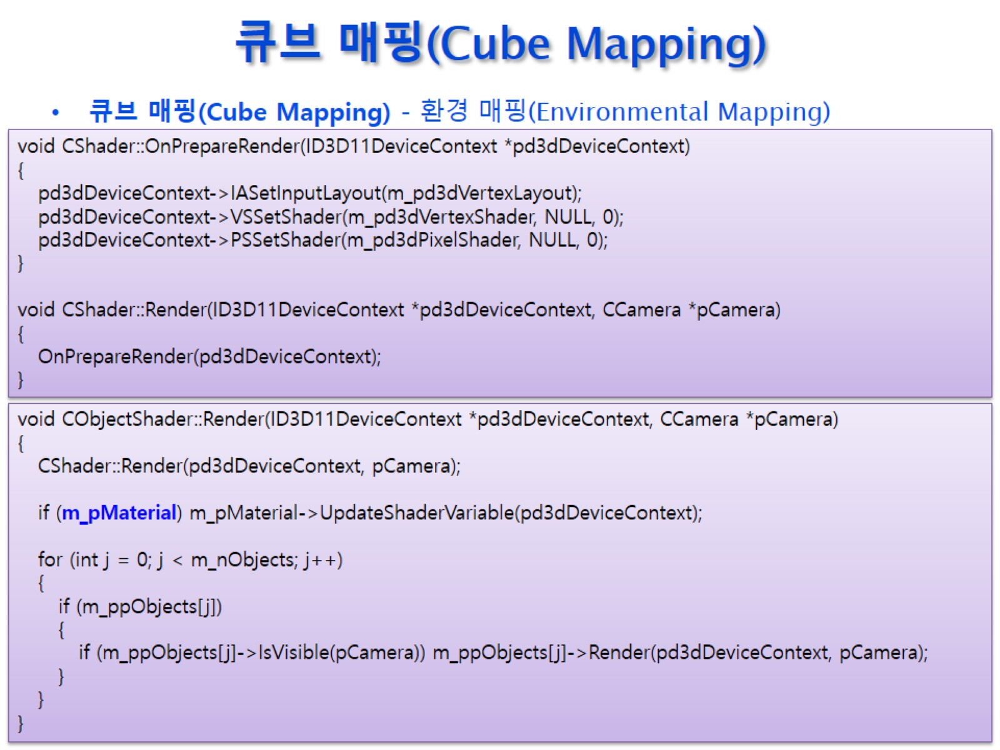 큐브 매핑(Cube Mapping)
• 큐브 매핑(Cube Mapping) - 환경 매핑(Environmental Mapping)
void CShader::OnPrepareRender(ID3D11DeviceContext *pd3dDeviceContext)
{
    pd3dDeviceContext->IASetInputLayout(m_pd3dVertexLayout);
    pd3dDeviceContext->VSSetShader(m_pd3dVertexShader, NULL, 0);
    pd3dDeviceContext->PSSetShader(m_pd3dPixelShader, NULL, 0);
}
void CShader::Render(ID3D11DeviceContext *pd3dDeviceContext, CCamera *pCamera)
{
    OnPrepareRender(pd3dDeviceContext);
}
void CObjectShader::Render(ID3D11DeviceContext *pd3dDeviceContext, CCamera *pCamera)
{
    CShader::Render(pd3dDeviceContext, pCamera);
    if (m_pMaterial) m_pMaterial->UpdateShaderVariable(pd3dDeviceContext);
    for (int j = 0; j < m_nObjects; j++)
    {
        if (m_ppObjects[j])
        {
            if (m_ppObjects[j]->IsVisible(pCamera)) m_ppObjects[j]->Render(pd3dDeviceContext, pCamera);
        }
    }
}